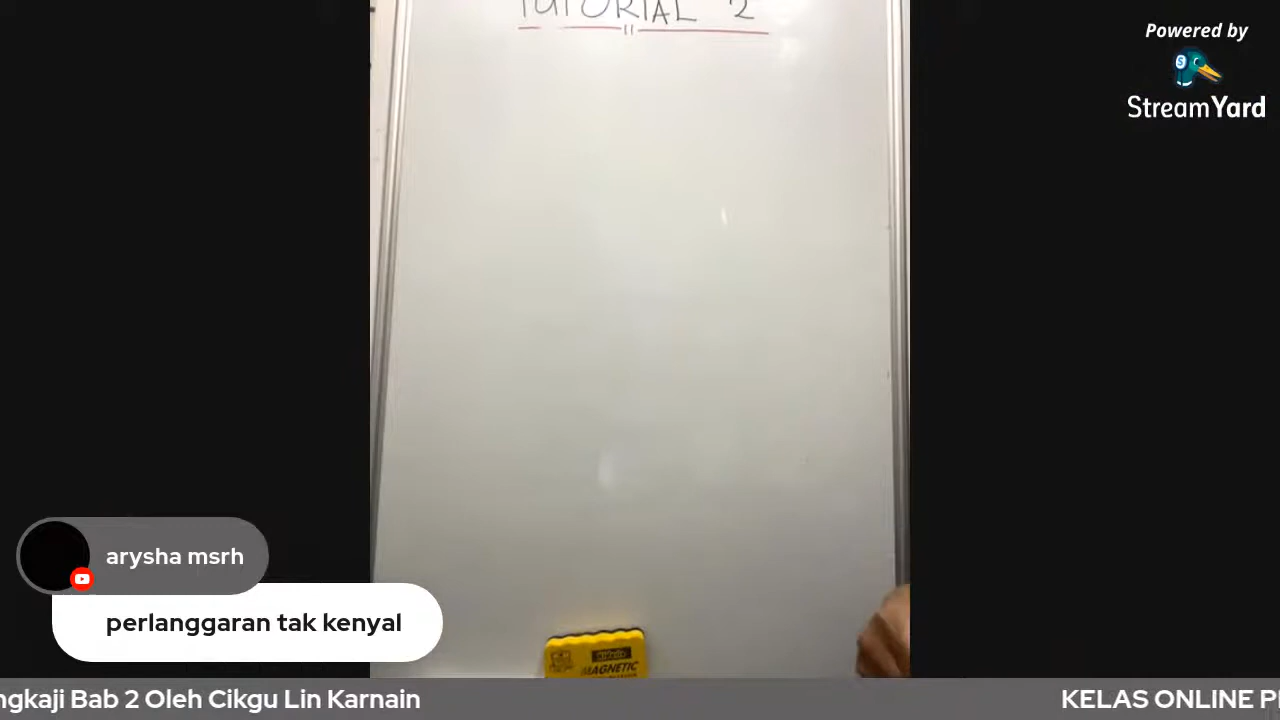 TUTORIAL 2
Powered by
StreamYard
arysha msrh
perlanggaran tak kenyal
MAGNETIC
ngkaji Bab 2 Oleh Cikgu Lin Karnain
KELAS ONLINE P